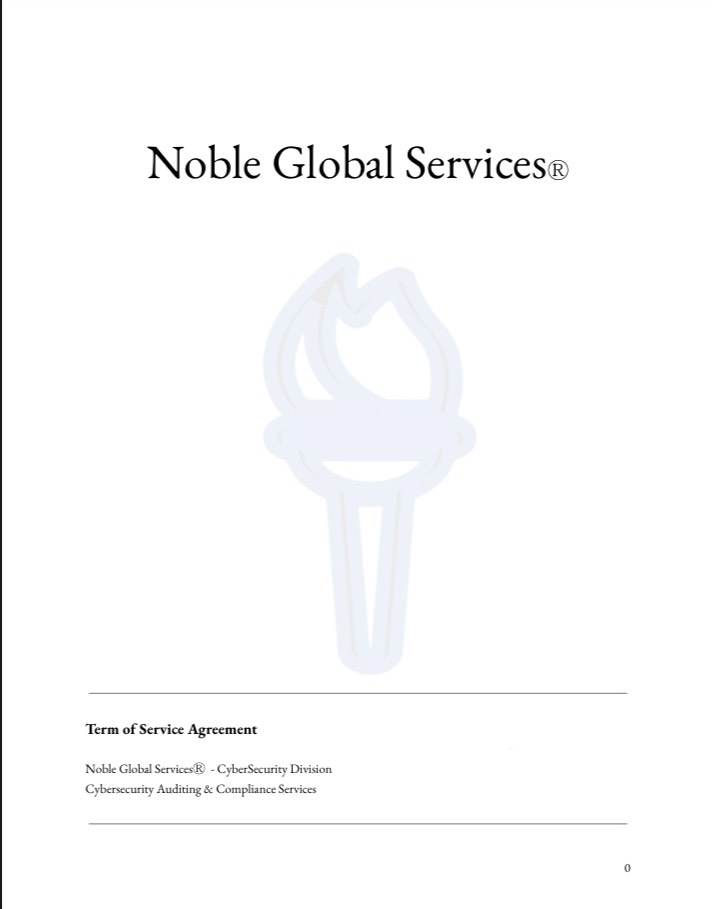 Noble Global Services®
Term of Service Agreement
Noble Global Services® - CyberSecurity Division
Cybersecurity Auditing & Compliance Services
0